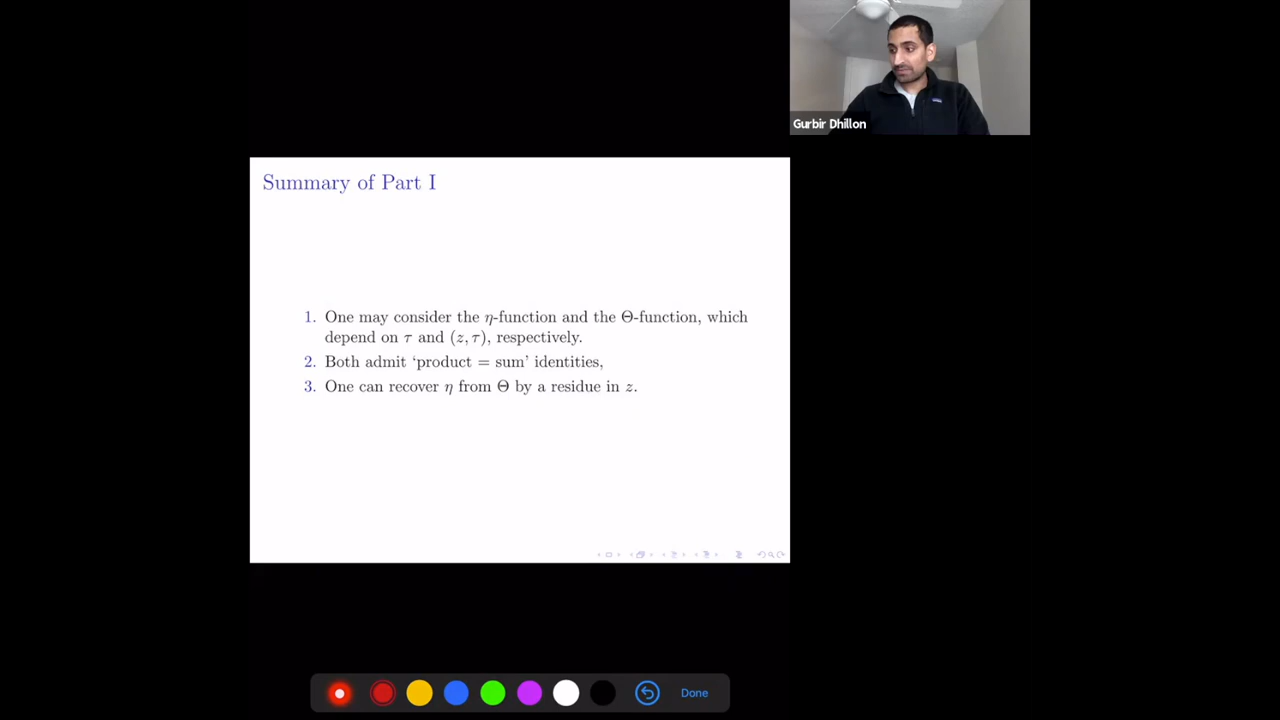 Gurbir Dhillon
Summary of Part I
1. One may consider the η-function and the Θ-function, which
depend on τ and (z, τ), respectively.
2. Both admit ‘product = sum’ identities,
3. One can recover η from Θ by a residue in z.
Done